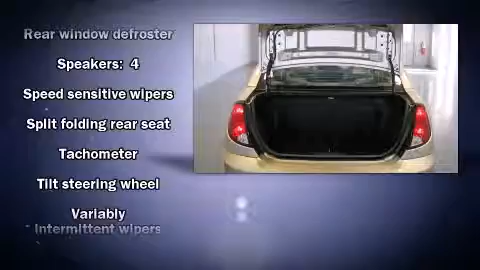 Rear window defroster
Speakers: 4
Speed sensitive wipers
Split folding rear seat
Tachometer
Tilt steering wheel
Variably
Intermittent wipers